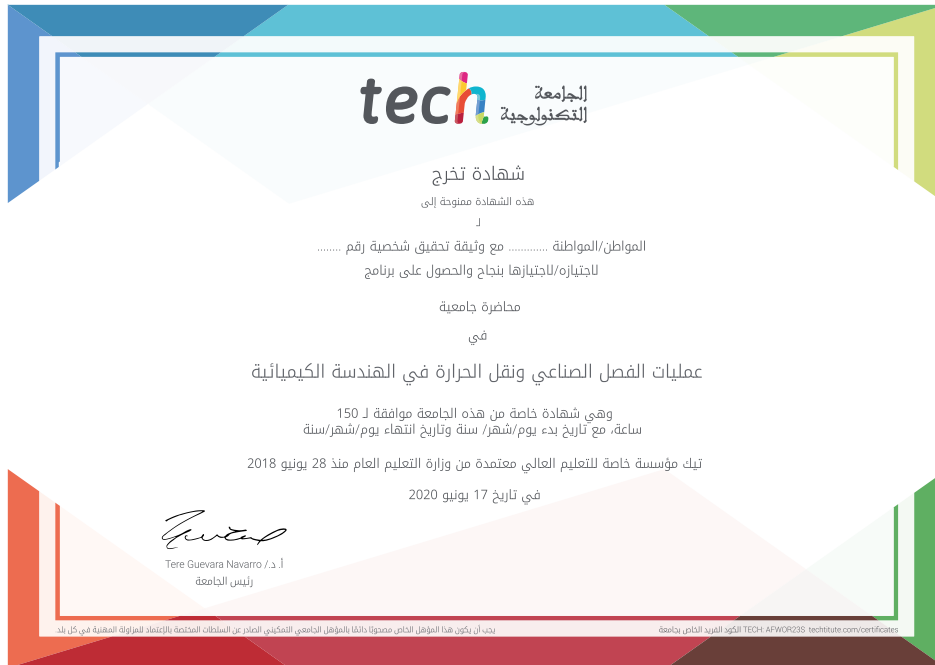 tech الجامعة
التكنولوجية
شهادة تخرج
هذه الشهادة ممنوحة إلى
لـ
المواطن/المواطنة ............ مع وثيقة تحقيق شخصية رقم ........
لاجتيازه/لاجتيازها بنجاح والحصول على برنامج
محاضرة جامعية
في
عمليات الفصل الصناعي ونقل الحرارة في الهندسة الكيميائية
وهي شهادة خاصة من هذه الجامعة موافقة لـ 150
ساعة، مع تاريخ بدء يوم/شهر/ سنة وتاريخ انتهاء يوم/شهر/سنة
تيك مؤسسة خاصة للتعليم العالي معتمدة من وزارة التعليم العام منذ 28 يونيو 2018
في تاريخ 17 يونيو 2020
أ. د./ Tere Guevara Navarro
رئيس الجامعة
يجب أن يكون هذا المؤهل الخاص مصحوبًا دائمًا بالمؤهل الجامعي التمكيني الصادر عن السلطات المختصة بالإعتماد للمزاولة المهنية في كل بلد
الكود الفريد الخاص بجامعة TECH: AFWOR23S techtitute.com/certificates